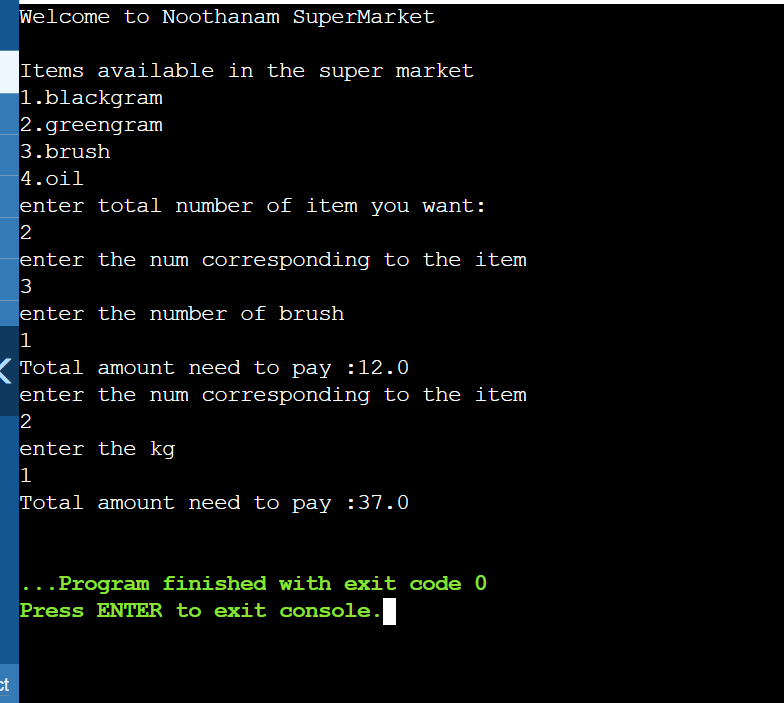 Welcome to Noothanam SuperMarket
Items available in the super market
1.blackgram
2.greengram
3.brush
4.oil
enter total number of item you want:
2
enter the num corresponding to the item
3
enter the number of brush
1
Total amount need to pay :12.0
enter the num corresponding to the item
2
enter the kg
1
Total amount need to pay :37.0
...Program finished with exit code 0
Press ENTER to exit console.
ct